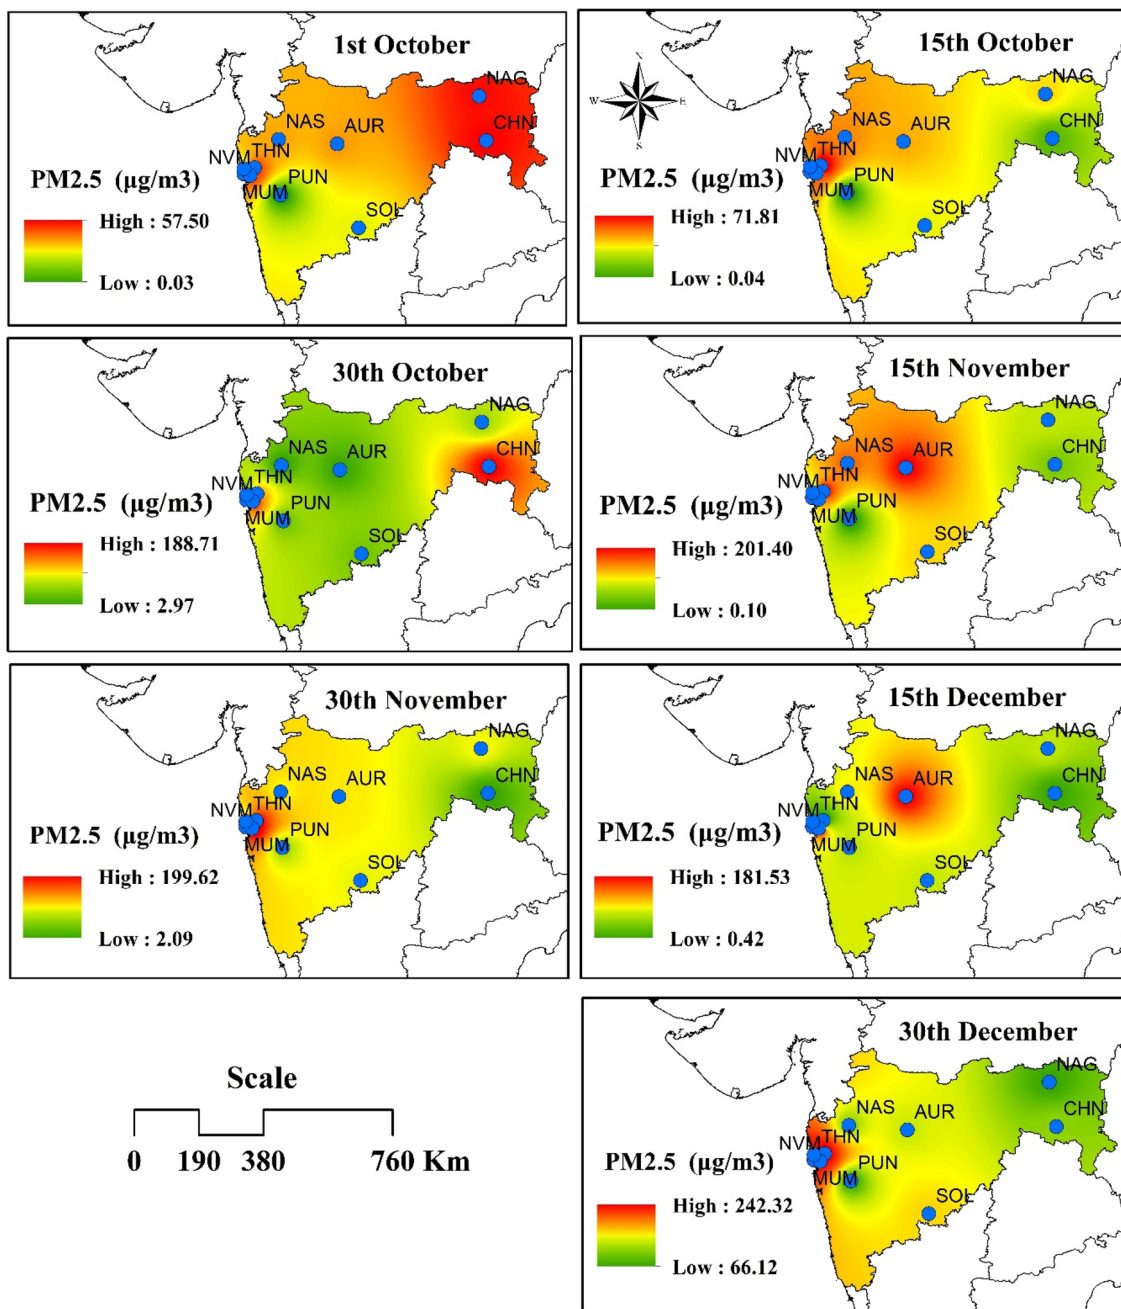 1st October
NAG
CHN
NAS
AUR
NVM
THN
MUM
PUN
SOL
PM2.5 (µg/m3)
High : 57.50
Low : 0.03
15th October
N
W
E
S
NAG
CHN
NAS
AUR
NVM
THN
MUM
PUN
SOL
PM2.5 (µg/m3)
High : 71.81
Low : 0.04
30th October
NAG
CHN
NAS
AUR
NVM
THN
MUM
PUN
SOL
PM2.5 (µg/m3)
High : 188.71
Low : 2.97
15th November
NAG
CHN
NAS
AUR
NVM
THN
MUM
PUN
SOL
PM2.5 (µg/m3)
High : 201.40
Low : 0.10
30th November
NAG
CHN
NAS
AUR
NVM
THN
MUM
PUN
SOL
PM2.5 (µg/m3)
High : 199.62
Low : 2.09
15th December
NAG
CHN
NAS
AUR
NVM
THN
MUM
PUN
SOL
PM2.5 (µg/m3)
High : 181.53
Low : 0.42
Scale
0 190 380 760 Km
30th December
NAG
CHN
NAS
AUR
NVM
THN
MUM
PUN
SOL
PM2.5 (µg/m3)
High : 242.32
Low : 66.12